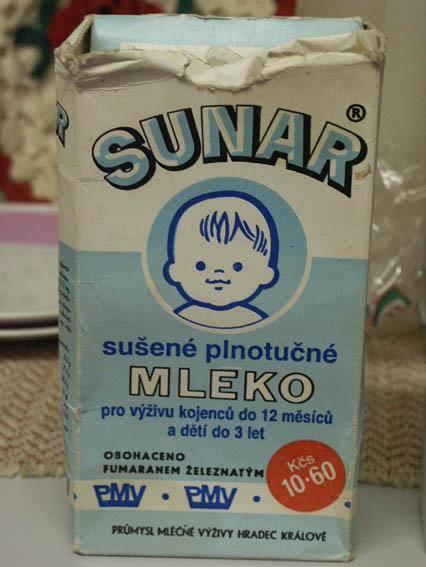 SUNAR®
sušené plnotučné
MLEKO
pro výživu kojenců do 12 měsíců
a dětí do 3 let
OBOHACENO
FUMARANEM ŽELEZNATÝM
Kčs
10·60
PMV · PMV ·
PRŮMYSL MLÉČNÉ VÝŽIVY HRADEC KRÁLOVÉ